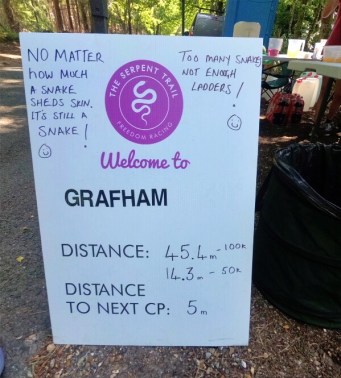 NO MATTER
how MUCH
A SNAKE
SHEDS SKIN.
IT'S STILL A
SNAKE!
TOO MANY SNAKES
NOT ENOUGH
LADDERS!
THE SERPENT TRAIL
FREEDOM RACING
Welcome to
GRAFHAM
DISTANCE: 45.4m - 100k
14.3m - 50k
DISTANCE
TO NEXT CP: 5m